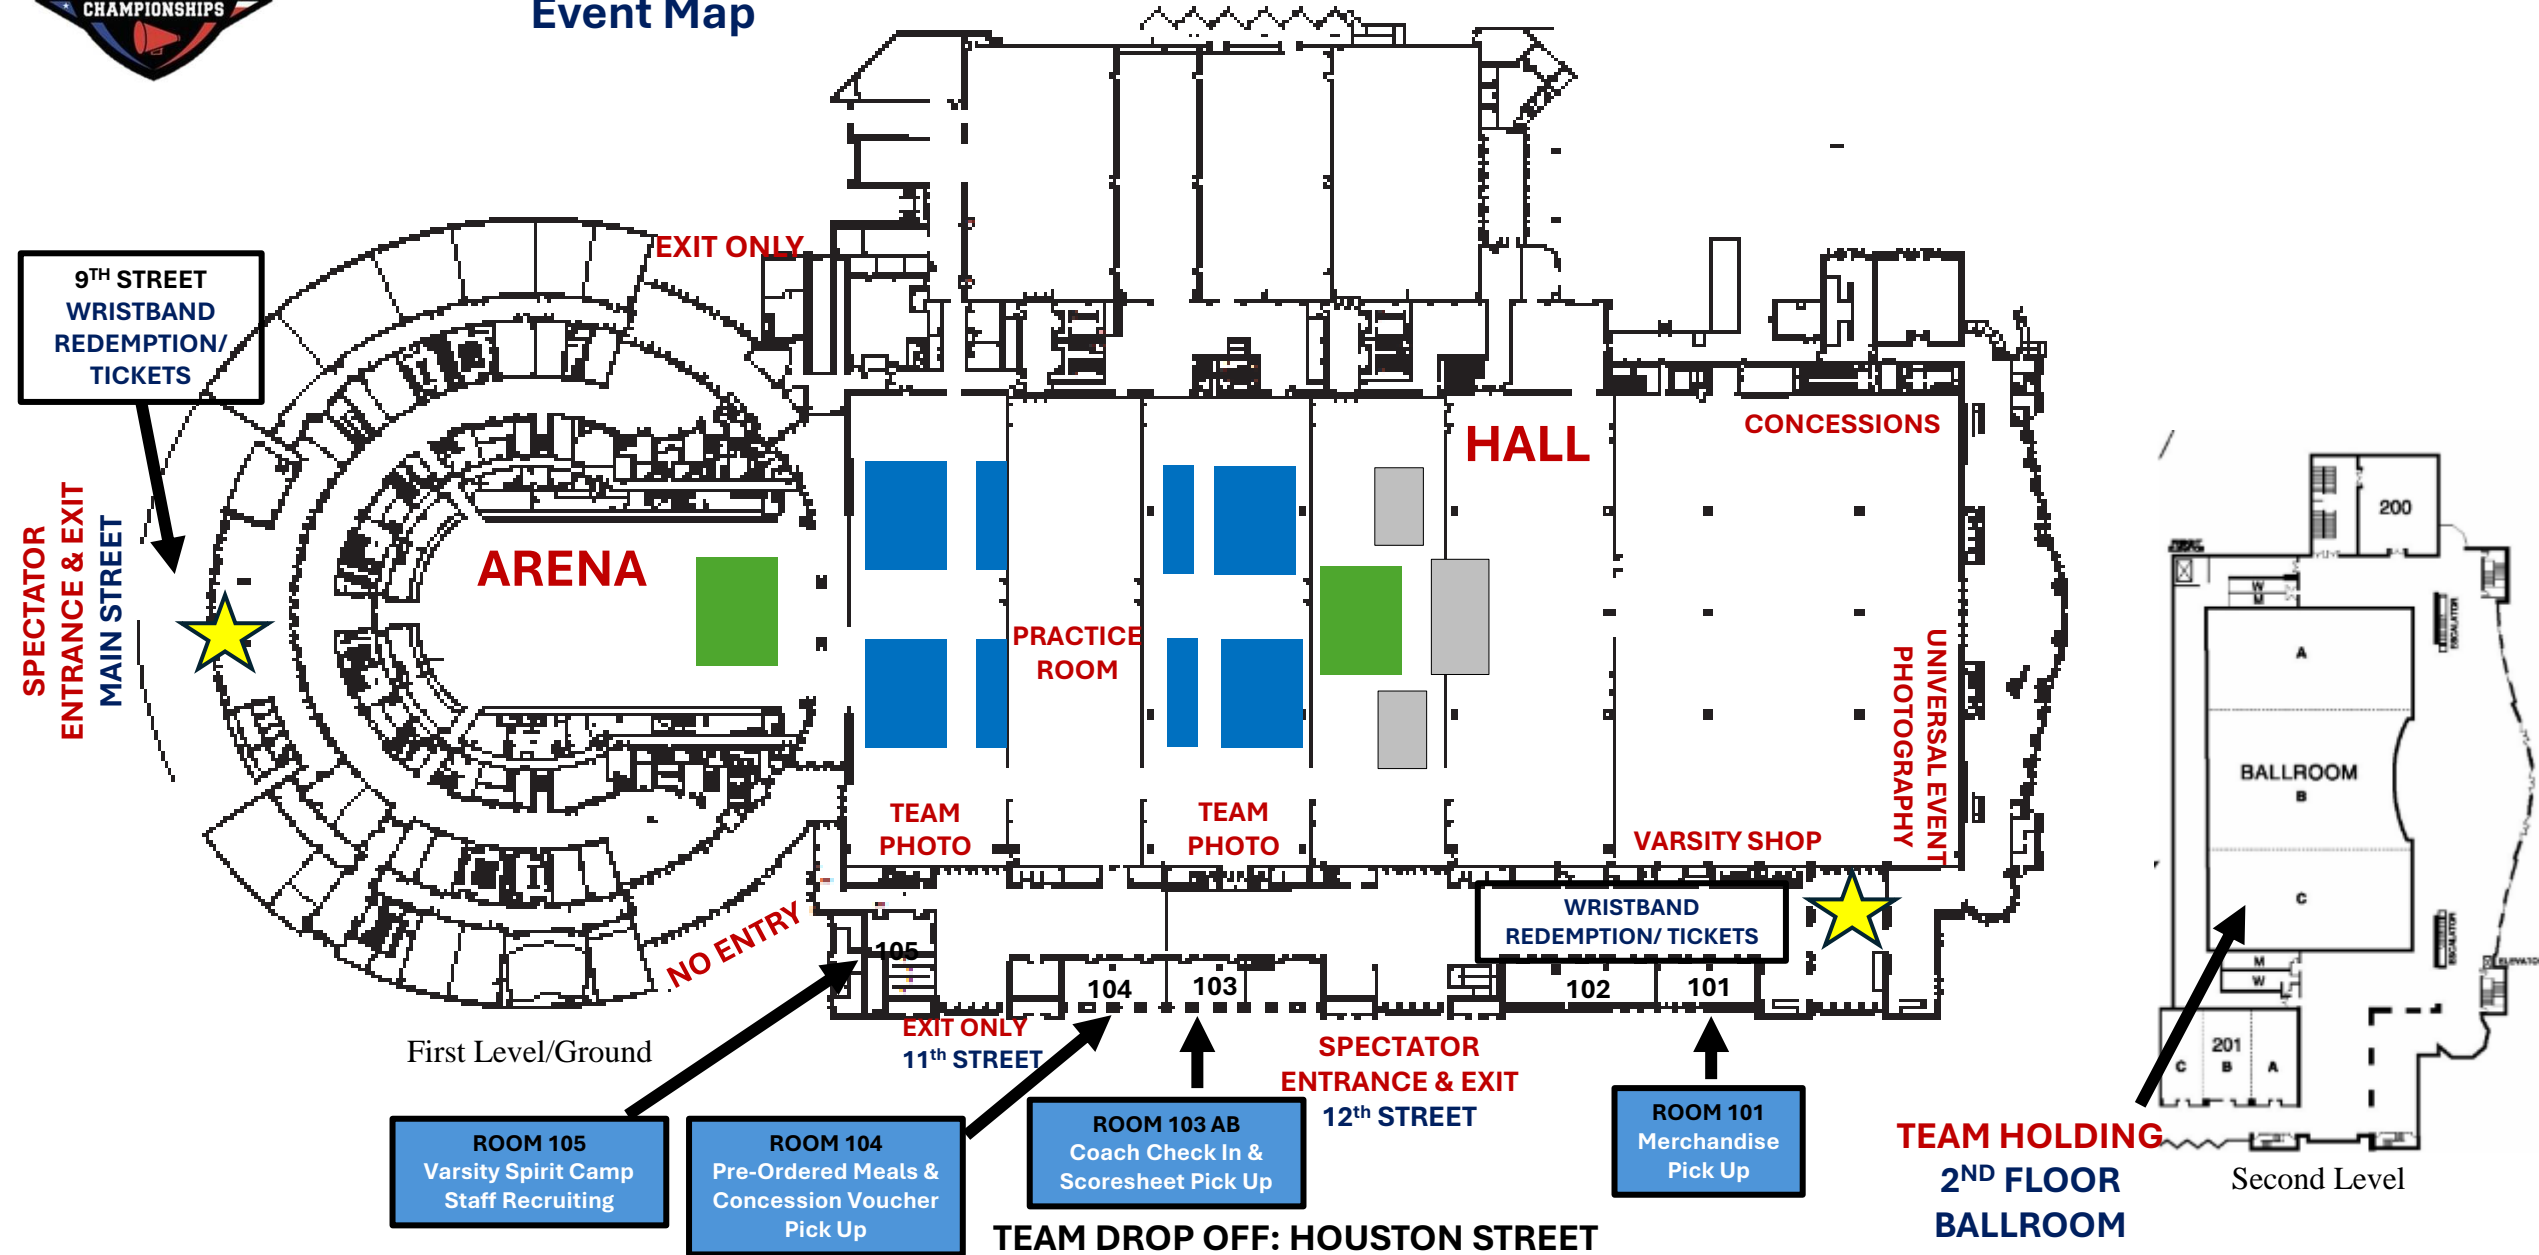 CHAMPIONSHIPS
Event Map
EXIT ONLY
9TH STREET
WRISTBAND
REDEMPTION/
TICKETS
SPECTATOR
ENTRANCE & EXIT
MAIN STREET
ARENA
HALL
CONCESSIONS
PRACTICE
ROOM
TEAM
PHOTO
TEAM
PHOTO
VARSITY SHOP
UNIVERSAL EVENT
PHOTOGRAPHY
WRISTBAND
REDEMPTION/ TICKETS
NO ENTRY
105
104
103
102
101
EXIT ONLY
11th STREET
First Level/Ground
SPECTATOR
ENTRANCE & EXIT
12th STREET
ROOM 105
Varsity Spirit Camp
Staff Recruiting
ROOM 104
Pre-Ordered Meals &
Concession Voucher
Pick Up
ROOM 103 AB
Coach Check In &
Scoresheet Pick Up
ROOM 101
Merchandise
Pick Up
TEAM DROP OFF: HOUSTON STREET
200
W
M
ESCALATOR
A
BALLROOM
B
C
ESCALATOR
ELEVATOR
M
W
201
C B A
TEAM HOLDING
2ND FLOOR
BALLROOM
Second Level